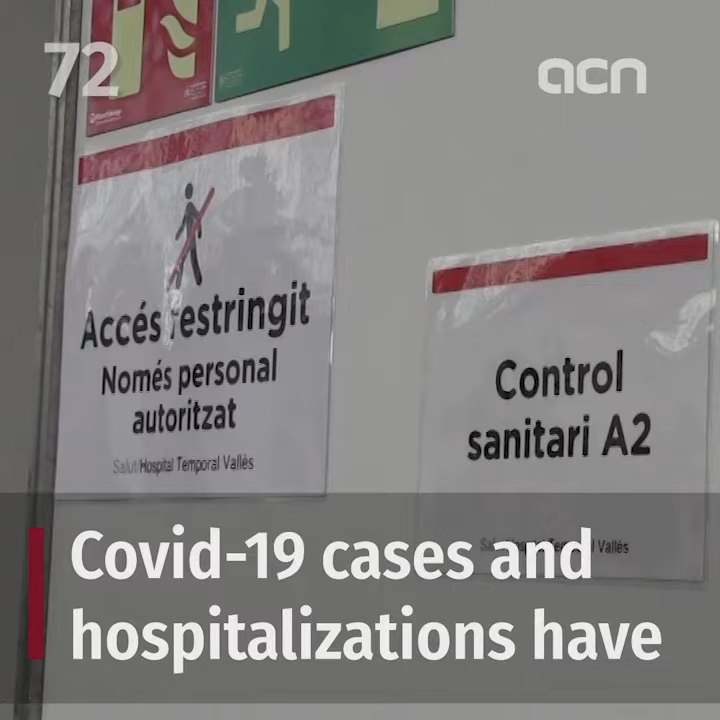 72
acn
Accés restringit
Només personal
autoritzat
Salut/Hospital Temporal Vallès
Control
sanitari A2
Vallès
Covid-19 cases and
hospitalizations have